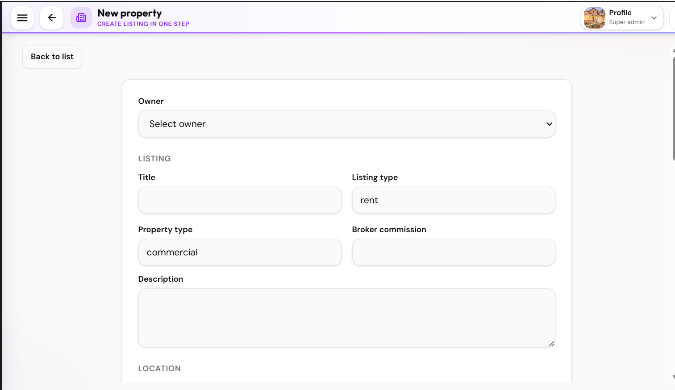 New property
CREATE LISTING IN ONE STEP
Profile
Super admin
Back to list
Owner
Select owner
LISTING
Title
Listing type
rent
Property type
Broker commission
commercial
Description
LOCATION